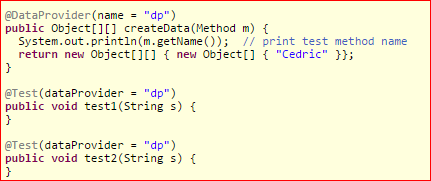 @DataProvider(name = "dp")
public Object[][] createData(Method m) {
  System.out.println(m.getName());  // print test method name
  return new Object[][] { new Object[] { "Cedric" }};
}

@Test(dataProvider = "dp")
public void test1(String s) {
}

@Test(dataProvider = "dp")
public void test2(String s) {
}